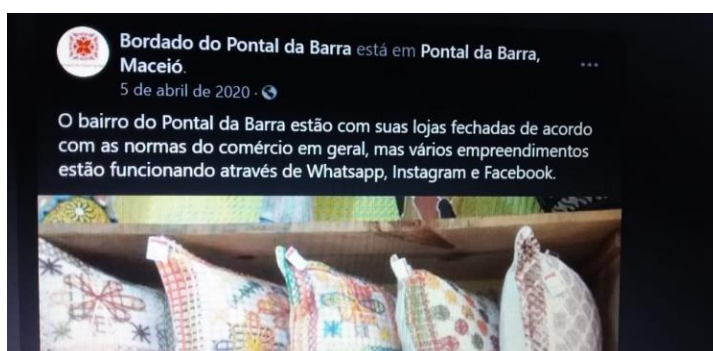 Bordado do Pontal da Barra está em Pontal da Barra,
Maceió.
5 de abril de 2020 ·
O bairro do Pontal da Barra estão com suas lojas fechadas de acordo
com as normas do comércio em geral, mas vários empreendimentos
estão funcionando através de Whatsapp, Instagram e Facebook.